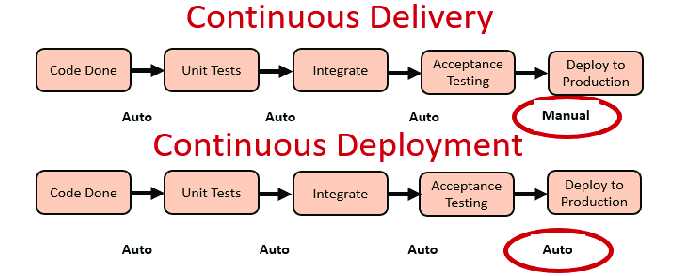 Continuous Delivery
Code Done
Unit Tests
Integrate
Acceptance
Testing
Deploy to
Production
Auto
Auto
Auto
Manual
Continuous Deployment
Code Done
Unit Tests
Integrate
Acceptance
Testing
Deploy to
Production
Auto
Auto
Auto
Auto